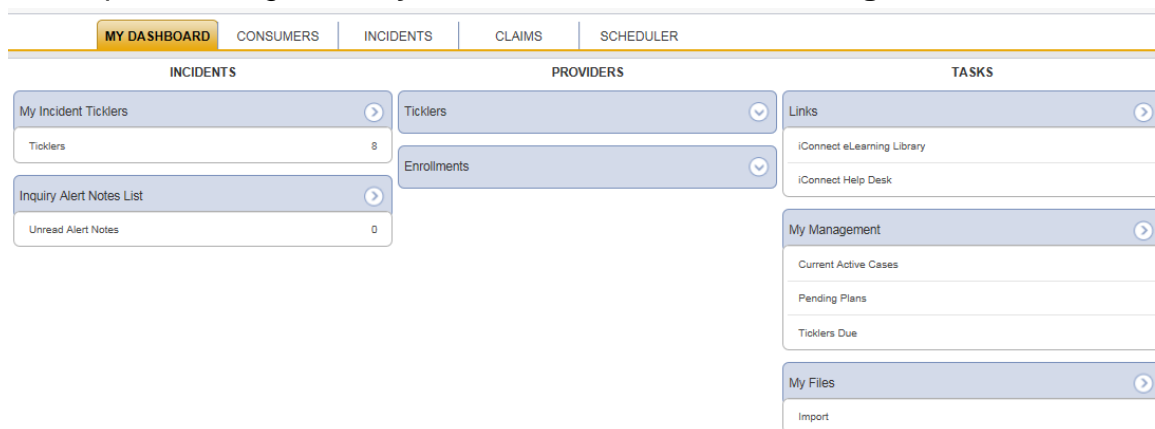 MY DASHBOARD CONSUMERS INCIDENTS CLAIMS SCHEDULER
INCIDENTS PROVIDERS TASKS
My Incident Ticklers
Ticklers 8
Inquiry Alert Notes List
Unread Alert Notes 0
Ticklers
Enrollments
Links
iConnect eLearning Library
iConnect Help Desk
My Management
Current Active Cases
Pending Plans
Ticklers Due
My Files
Import